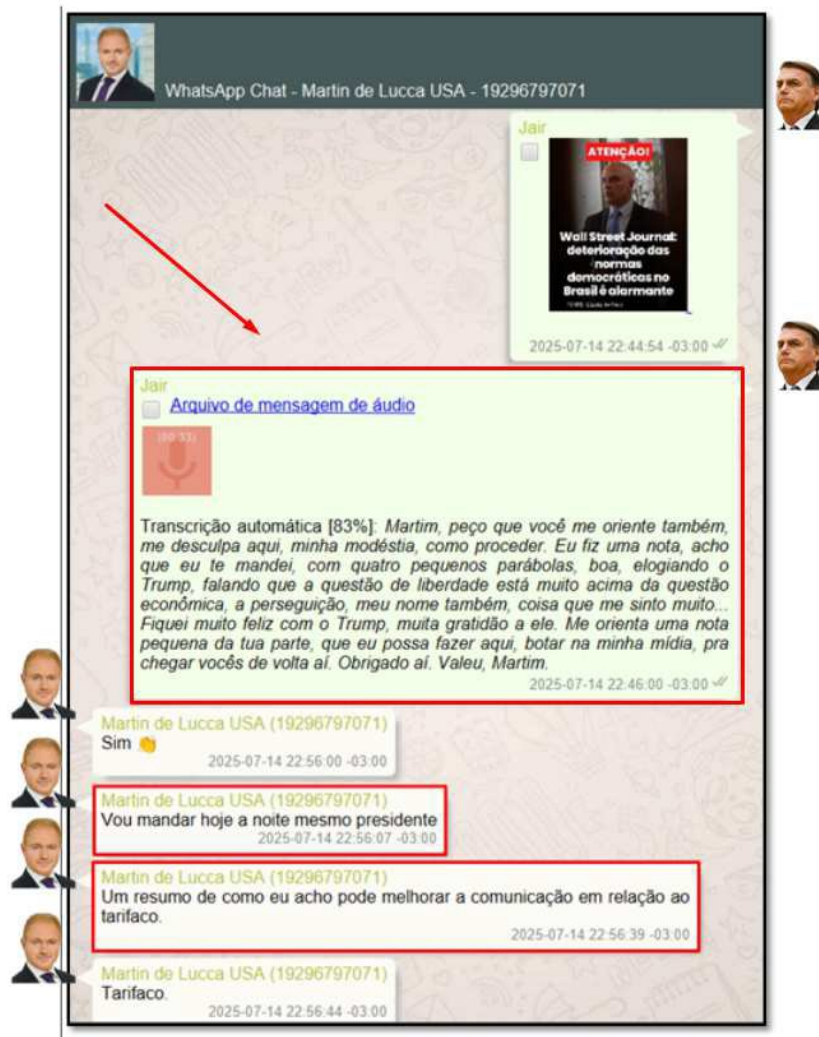 WhatsApp Chat - Martin de Lucca USA - 19296797071
Jair
ATENÇÃO!
Wall Street Journal:
deterioração das
normas
democráticas no
Brasil é alarmante
2025-07-14 22:44:54 -03:00
Jair
Arquivo de mensagem de áudio
(00:33)
Transcrição automática [83%]: Martim, peço que você me oriente também,
me desculpa aqui, minha modéstia, como proceder. Eu fiz uma nota, acho
que eu te mandei, com quatro pequenos parábolas, boa, elogiando o
Trump, falando que a questão de liberdade está muito acima da questão
econômica, a perseguição, meu nome também, coisa que me sinto muito...
Fiquei muito feliz com o Trump, muita gratidão a ele. Me orienta uma nota
pequena da tua parte, que eu possa fazer aqui, botar na minha mídia, pra
chegar vocês de volta aí. Obrigado aí. Valeu, Martim.
2025-07-14 22:46:00 -03:00
Martin de Lucca USA (19296797071)
Sim 👏
2025-07-14 22:56:00 -03:00
Martin de Lucca USA (19296797071)
Vou mandar hoje a noite mesmo presidente
2025-07-14 22:56:07 -03:00
Martin de Lucca USA (19296797071)
Um resumo de como eu acho pode melhorar a comunicação em relação ao
tarifaco.
2025-07-14 22:56:39 -03:00
Martin de Lucca USA (19296797071)
Tarifaco.
2025-07-14 22:56:44 -03:00